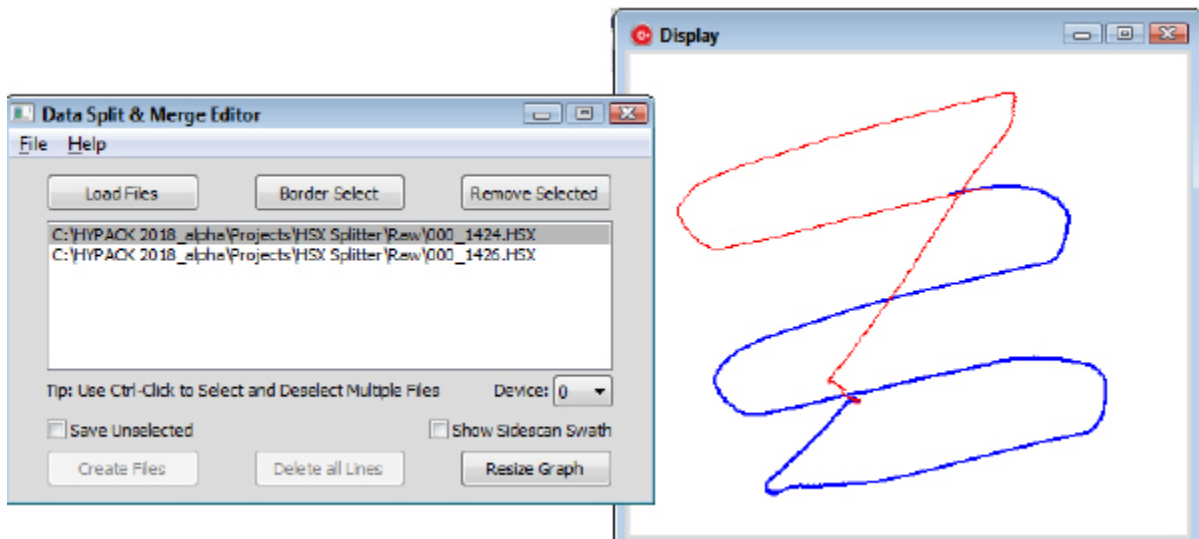 Display
Data Split & Merge Editor
File Help
Load Files Border Select Remove Selected
C:\HYPACK 2018_alpha\Projects\HSX Splitter\Raw\000_1424.HSX
C:\HYPACK 2018_alpha\Projects\HSX Splitter\Raw\000_1426.HSX
Tip: Use Ctrl-Click to Select and Deselect Multiple Files Device: 0
Save Unselected Show Sidescan Swath
Create Files Delete all Lines Resize Graph